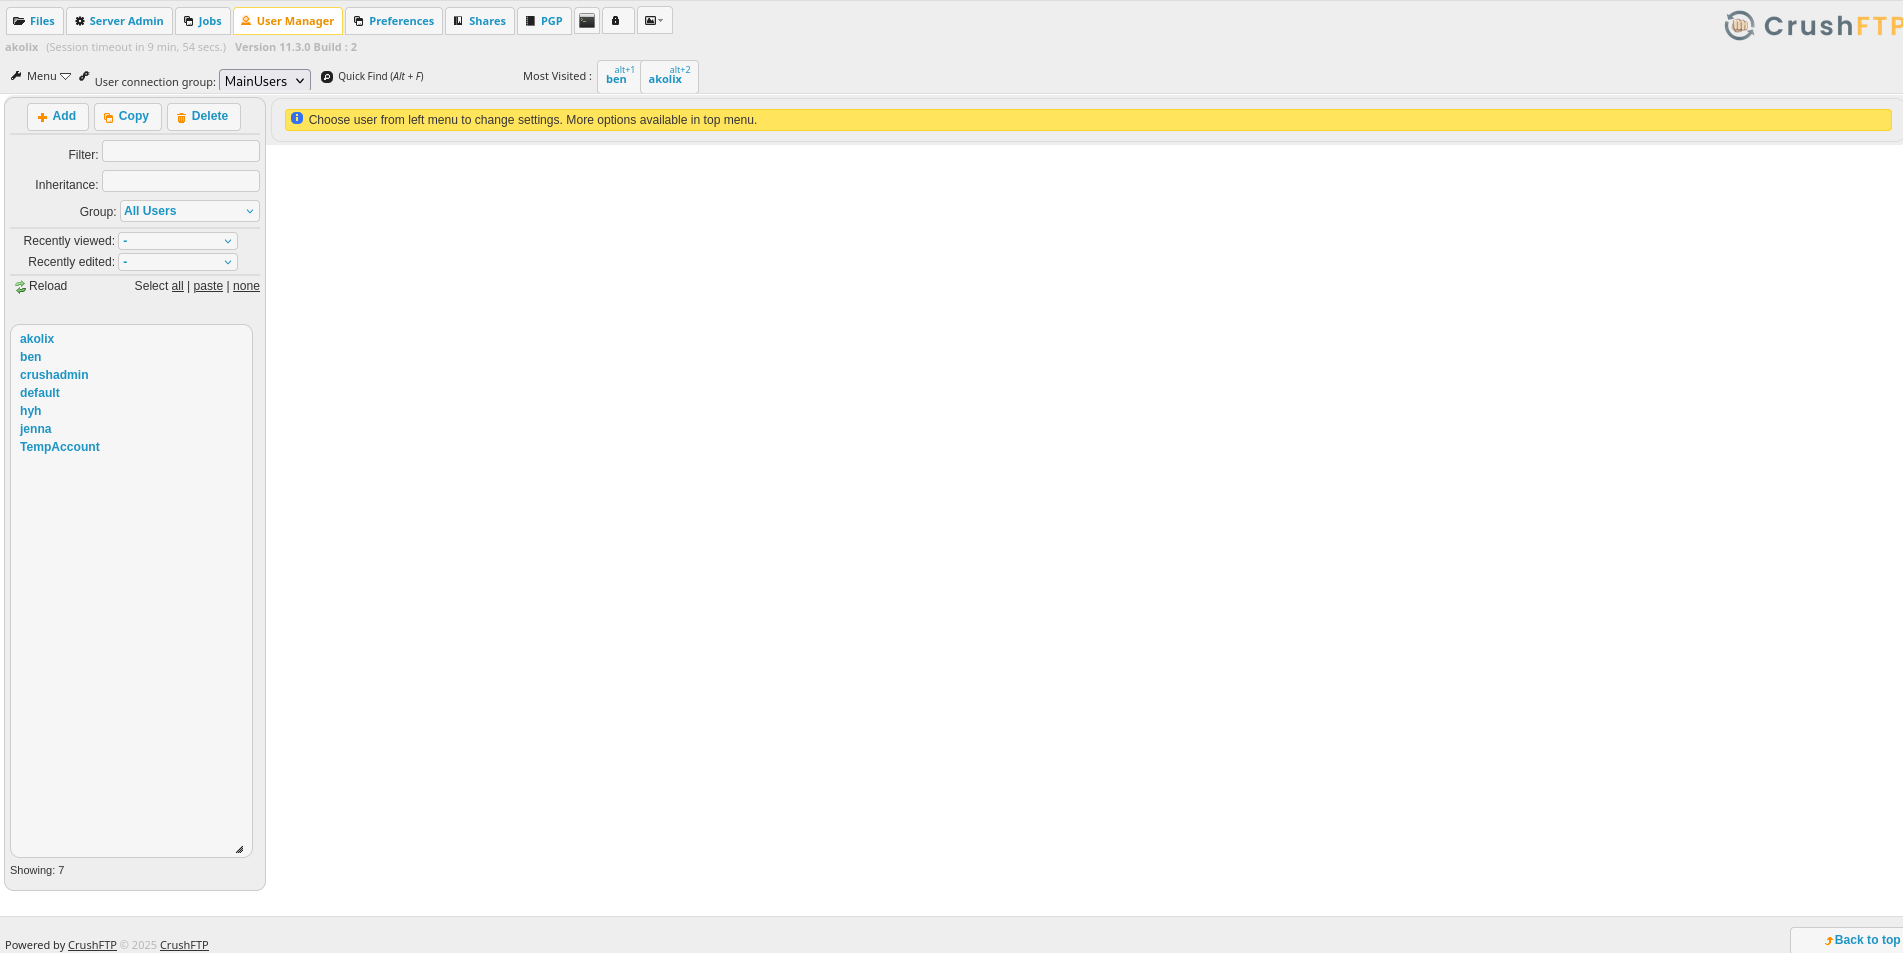 Files Server Admin Jobs User Manager Preferences Shares PGP
CrushFTP
akolix (Session timeout in 9 min, 54 secs.) Version 11.3.0 Build : 2
Menu User connection group: MainUsers Quick Find (Alt + F) Most Visited : alt+1 ben alt+2 akolix
Add Copy Delete
Choose user from left menu to change settings. More options available in top menu.
Filter:
Inheritance:
Group: All Users
Recently viewed: -
Recently edited: -
Reload Select all | paste | none
akolix
ben
crushadmin
default
hyh
jenna
TempAccount
Showing: 7
Powered by CrushFTP © 2025 CrushFTP
Back to top